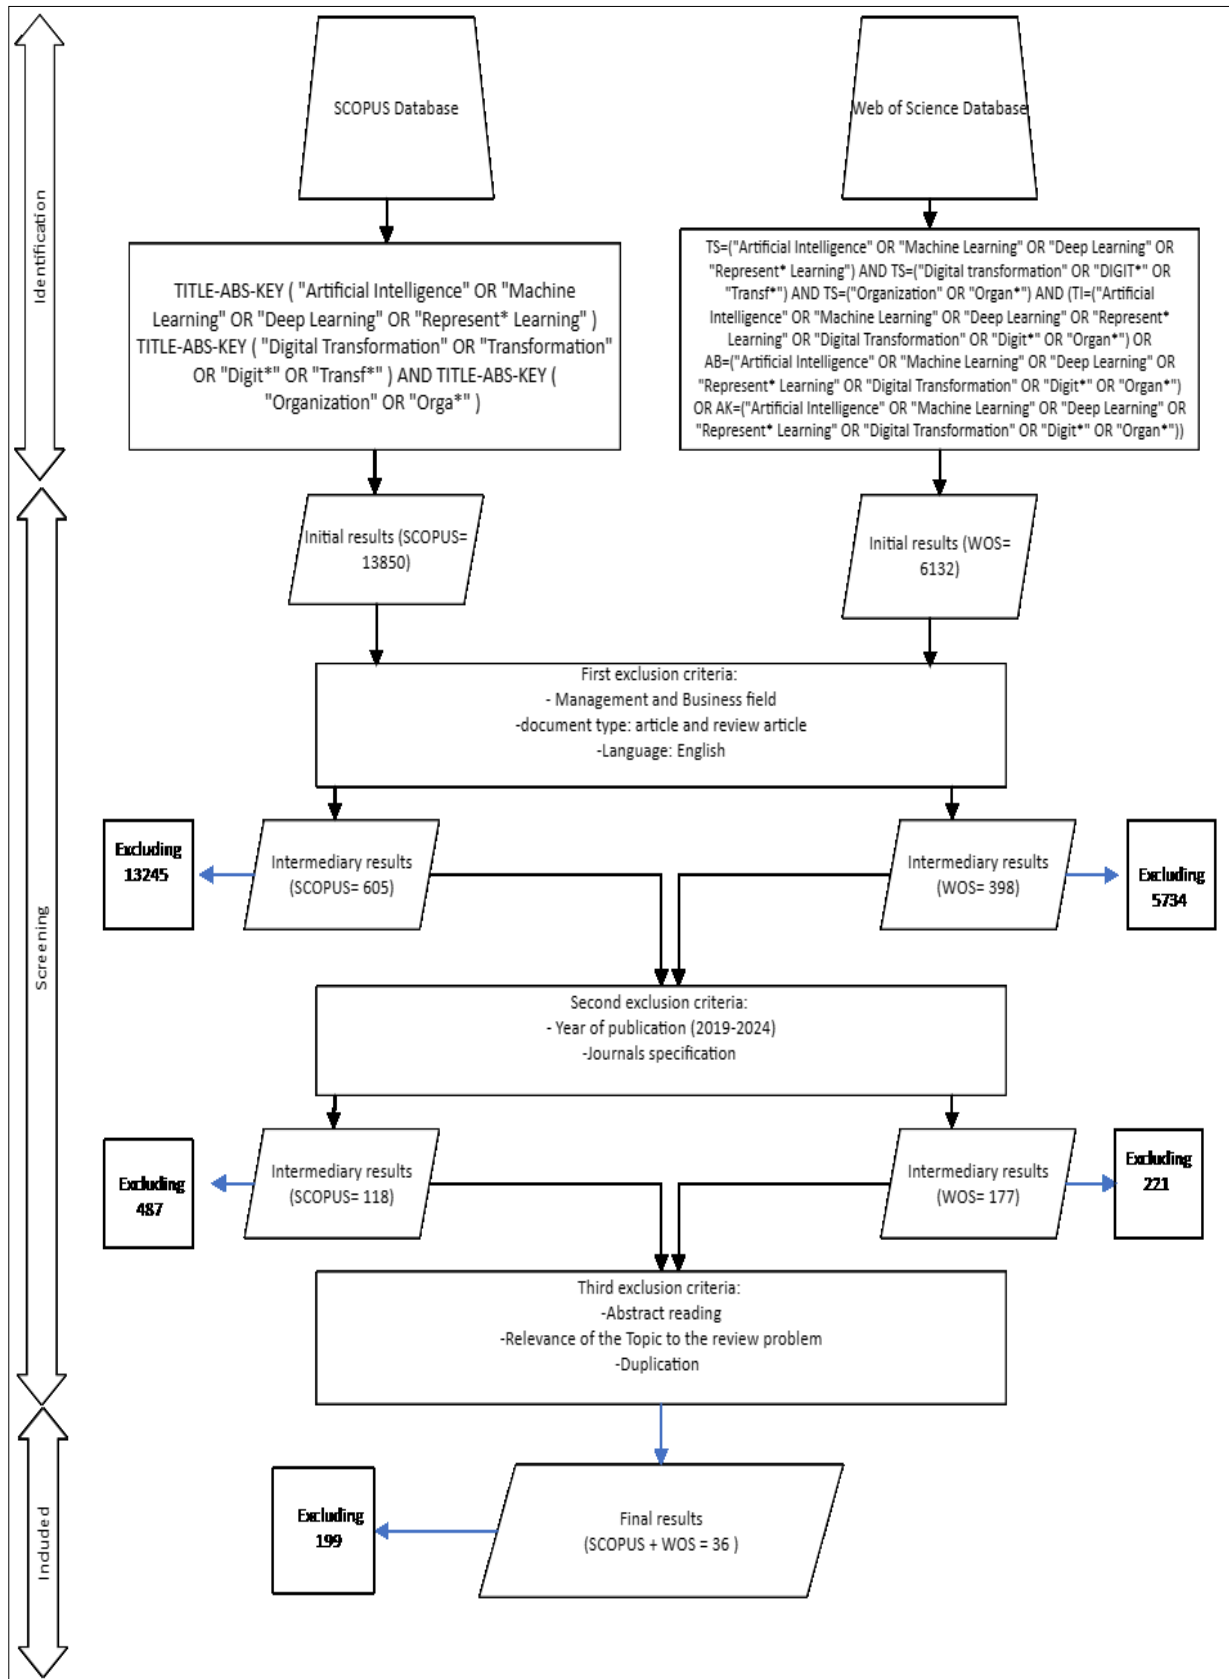 Identification
SCOPUS Database
Web of Science Database
TITLE-ABS-KEY ( "Artificial Intelligence" OR "Machine
Learning" OR "Deep Learning" OR "Represent* Learning" )
TITLE-ABS-KEY ( "Digital Transformation" OR "Transformation"
OR "Digit*" OR "Transf*" ) AND TITLE-ABS-KEY (
"Organization" OR "Orga*" )
TS=("Artificial Intelligence" OR "Machine Learning" OR "Deep Learning" OR
"Represent* Learning") AND TS=("Digital transformation" OR "DIGIT*" OR
"Transf*") AND TS=("Organization" OR "Organ*") AND (TI=("Artificial
Intelligence" OR "Machine Learning" OR "Deep Learning" OR "Represent*
Learning" OR "Digital Transformation" OR "Digit*" OR "Organ*") OR
AB=("Artificial Intelligence" OR "Machine Learning" OR "Deep Learning" OR
"Represent* Learning" OR "Digital Transformation" OR "Digit*" OR "Organ*")
OR AK=("Artificial Intelligence" OR "Machine Learning" OR "Deep Learning" OR
"Represent* Learning" OR "Digital Transformation" OR "Digit*" OR "Organ*"))
Screening
Initial results (SCOPUS=
13850)
Initial results (WOS=
6132)
First exclusion criteria:
- Management and Business field
-document type: article and review article
-Language: English
Excluding
13245
Intermediary results
(SCOPUS= 605)
Intermediary results
(WOS= 398)
Excluding
5734
Second exclusion criteria:
- Year of publication (2019-2024)
-Journals specification
Excluding
487
Intermediary results
(SCOPUS= 118)
Intermediary results
(WOS= 177)
Excluding
221
Third exclusion criteria:
-Abstract reading
-Relevance of the Topic to the review problem
-Duplication
Included
Excluding
199
Final results
(SCOPUS + WOS = 36 )